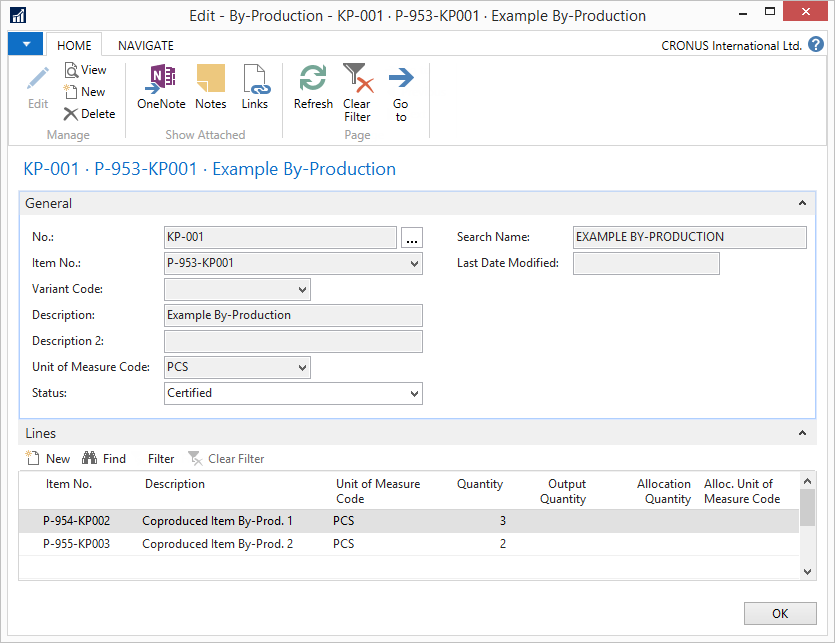 Edit - By-Production - KP-001 · P-953-KP001 · Example By-Production
HOME NAVIGATE CRONUS International Ltd. ?
Edit
View
New
Delete
Manage
OneNote Notes Links
Show Attached
Refresh Clear Filter Go to
Page
KP-001 · P-953-KP001 · Example By-Production
General
No.: KP-001 ... Search Name: EXAMPLE BY-PRODUCTION
Item No.: P-953-KP001 Last Date Modified:
Variant Code:
Description: Example By-Production
Description 2:
Unit of Measure Code: PCS
Status: Certified
Lines
New Find Filter Clear Filter
Item No. Description Unit of Measure Code Quantity Output Quantity Allocation Quantity Alloc. Unit of Measure Code
P-954-KP002 Coproduced Item By-Prod. 1 PCS 3
P-955-KP003 Coproduced Item By-Prod. 2 PCS 2
OK